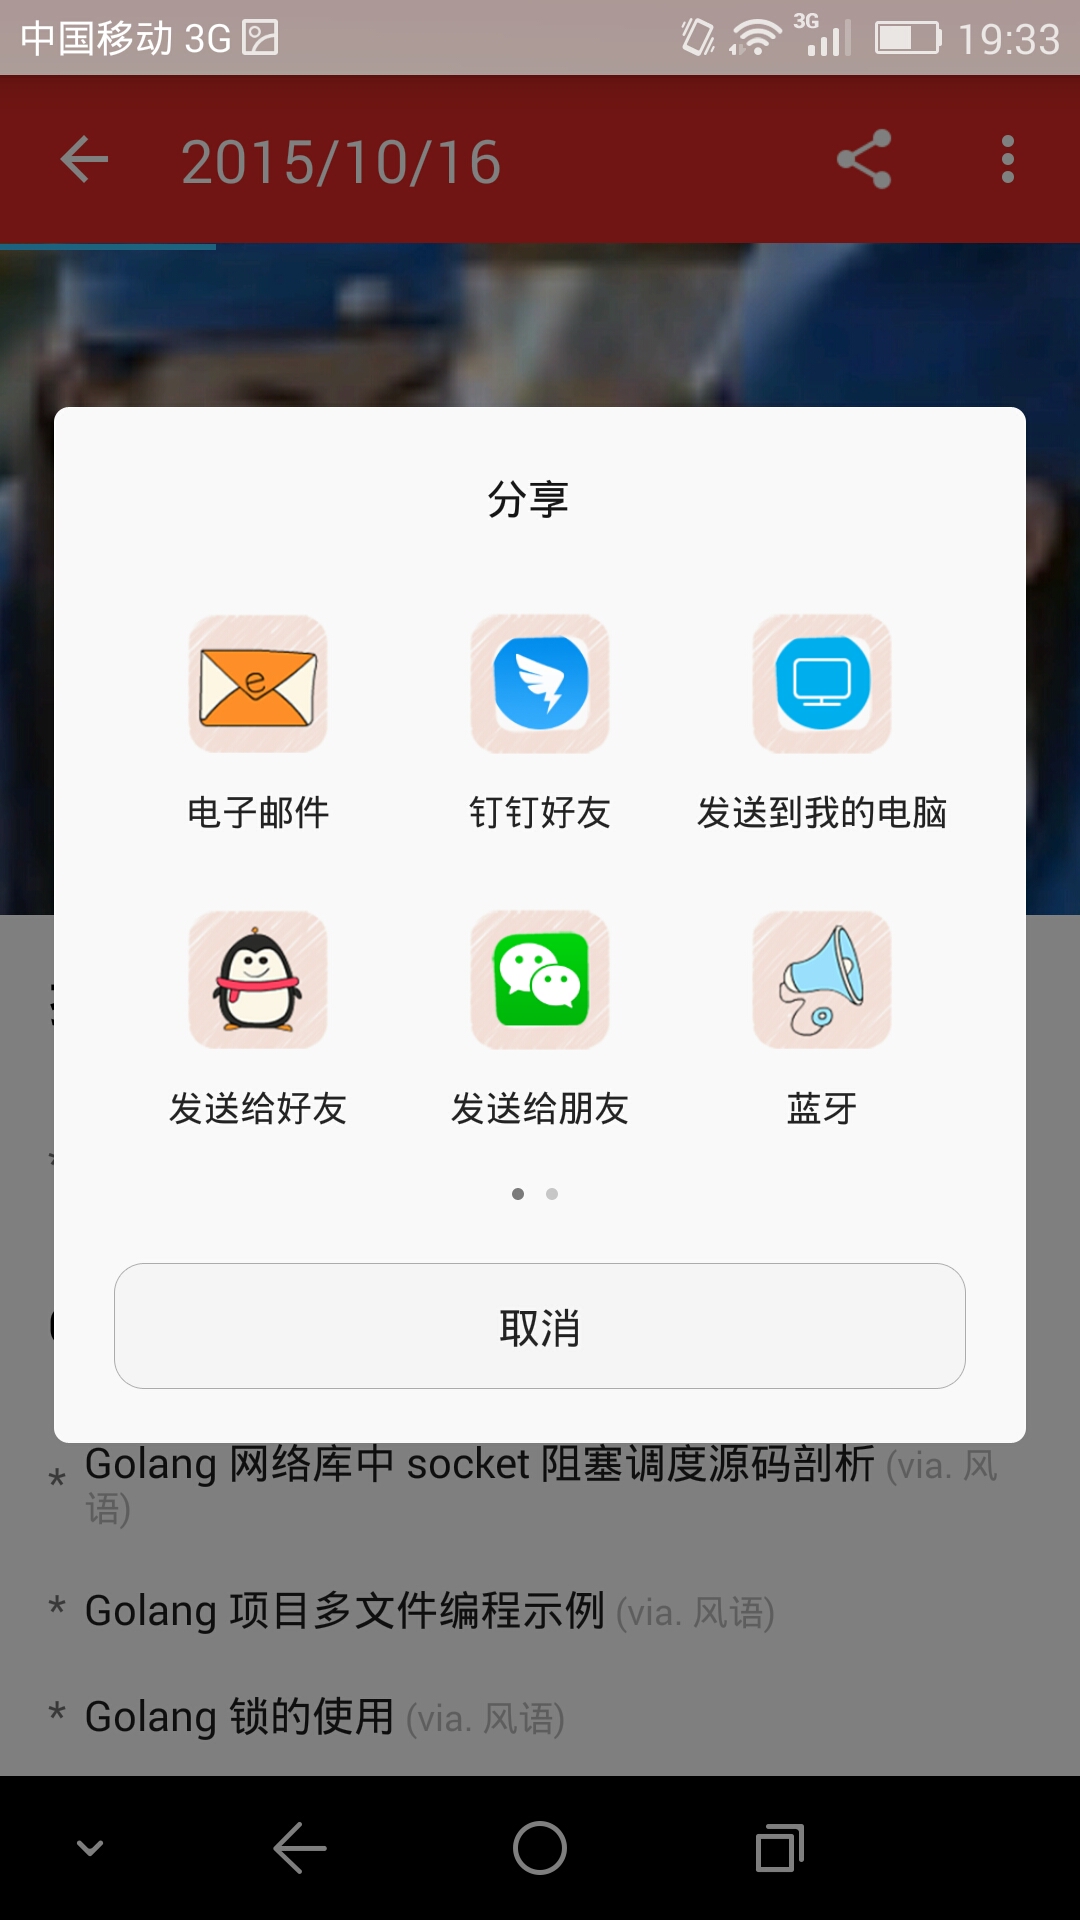 中国移动 3G 3G 19:33
2015/10/16
分享
e
电子邮件 钉钉好友 发送到我的电脑
发送给好友 发送给朋友 蓝牙
取消
* Golang 网络库中 socket 阻塞调度源码剖析 (via. 风
语)
* Golang 项目多文件编程示例 (via. 风语)
* Golang 锁的使用 (via. 风语)